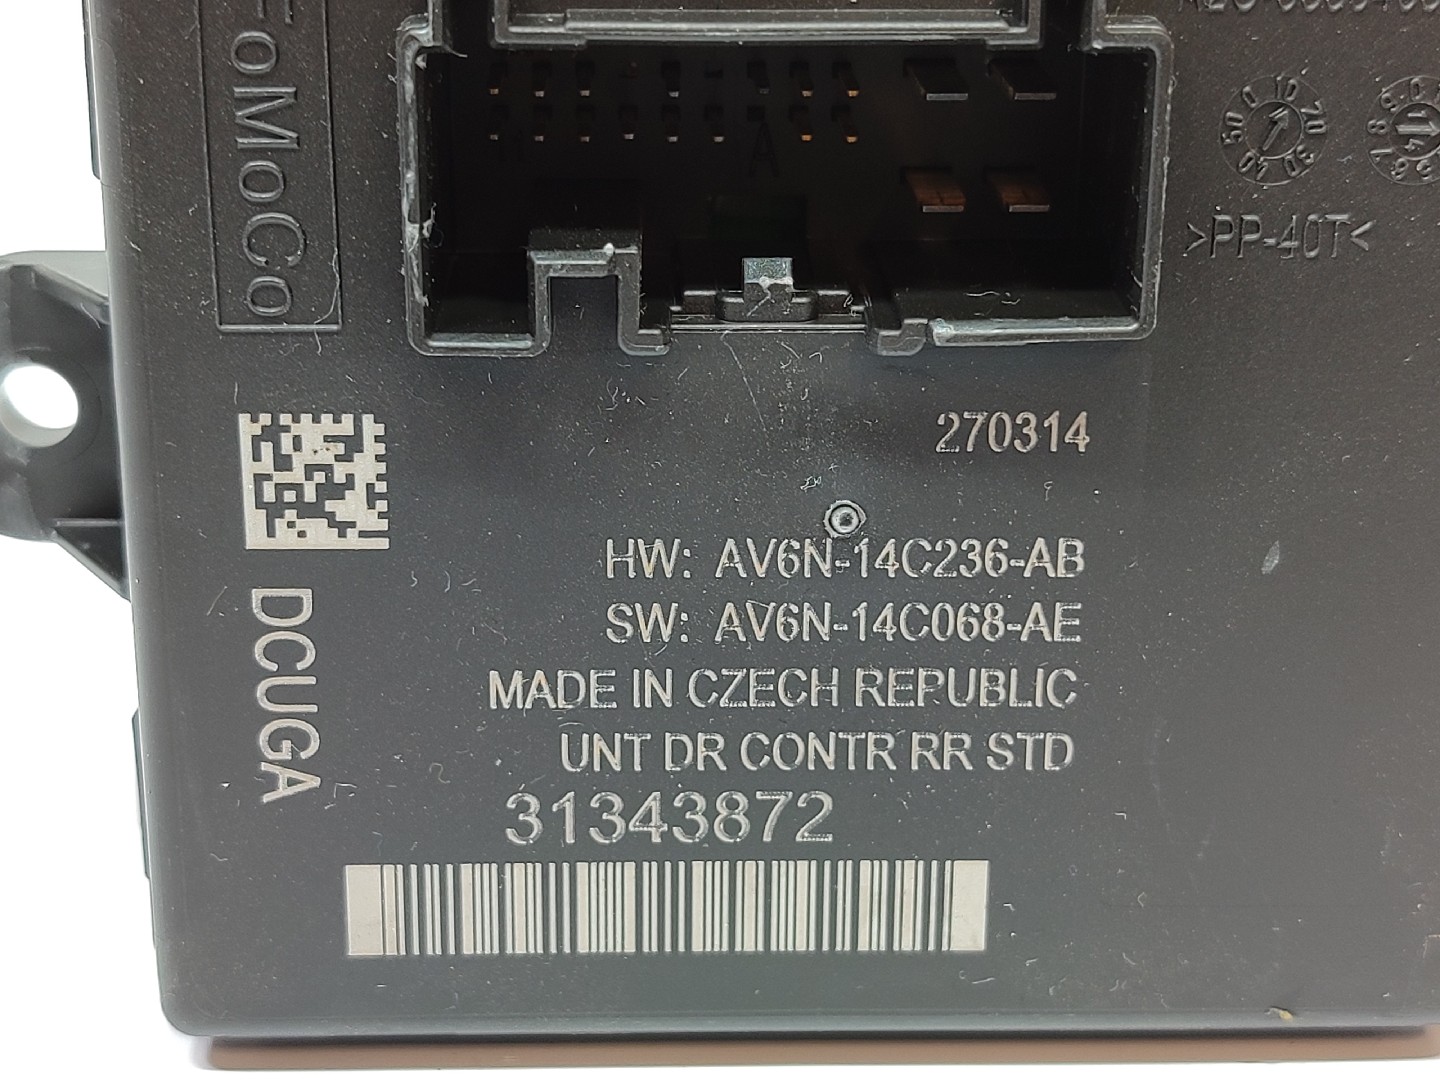 FoMoCo
A
>PP-40T<
270314
HW: AV6N-14C236-AB
SW: AV6N-14C068-AE
MADE IN CZECH REPUBLIC
UNT DR CONTR RR STD
31343872
DCUGA